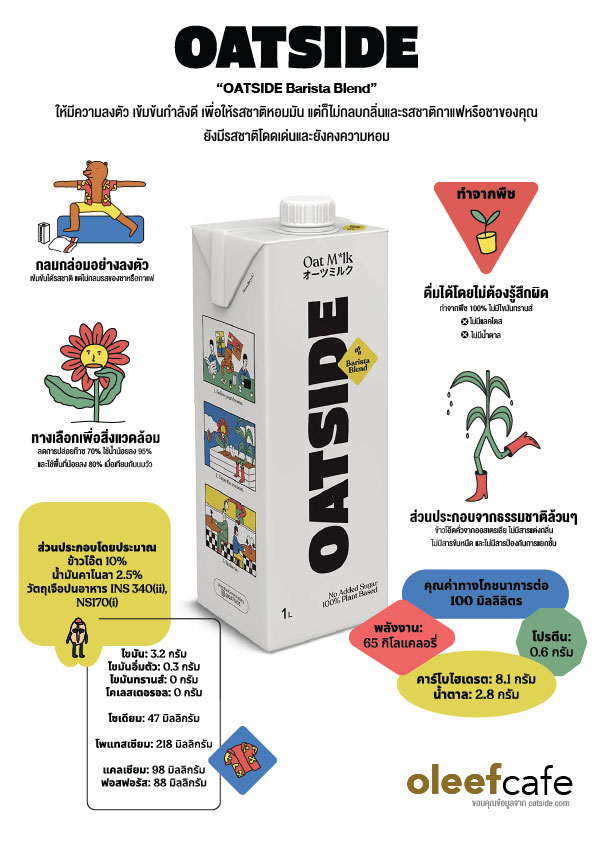 OATSIDE
“OATSIDE Barista Blend”
ให้มีความลงตัว เข้มข้นกำลังดี เพื่อให้รสชาติหอมมัน แต่ก็ไม่กลบกลิ่นและรสชาติกาแฟหรือชาของคุณ
ยังมีรสชาติโดดเด่นและยังคงความหอม
กลมกล่อมอย่างลงตัว
เข้มข้นได้รสชาติ แต่ไม่กลบรสของชาหรือกาแฟ
ทางเลือกเพื่อสิ่งแวดล้อม
ลดการปล่อยก๊าซ 70% ใช้น้ำน้อยลง 95%
และใช้พื้นที่น้อยลง 80% เมื่อเทียบกับนมวัว
Oat M*lk
オーツミルク
OATSIDE
Barista
Blend
No Added Sugar
100% Plant Based
1L
ทำจากพืช
ดื่มได้โดยไม่ต้องรู้สึกผิด
ทำจากพืช 100% ไม่มีไขมันทรานส์
ไม่มีแลคโตส
ไม่มีน้ำตาล
ส่วนประกอบจากธรรมชาติล้วนๆ
ข้าวโอ๊ตคั่วจากออสเตรเลีย ไม่มีสารแต่งกลิ่น
ไม่มีสารข้นหนืด และไม่มีสารป้องกันการแยกชั้น
ส่วนประกอบโดยประมาณ
ข้าวโอ๊ต 10%
น้ำมันคาโนลา 2.5%
วัตถุเจือปนอาหาร INS 340(ii),
NS170(i)
ไขมัน: 3.2 กรัม
ไขมันอิ่มตัว: 0.3 กรัม
ไขมันทรานส์: 0 กรัม
โคเลสเตอรอล: 0 กรัม
โซเดียม: 47 มิลลิกรัม
โพแทสเซียม: 218 มิลลิกรัม
แคลเซียม: 98 มิลลิกรัม
ฟอสฟอรัส: 88 มิลลิกรัม
คุณค่าทางโภชนาการต่อ
100 มิลลิลิตร
พลังงาน:
65 กิโลแคลอรี่
โปรตีน:
0.6 กรัม
คาร์โบไฮเดรต: 8.1 กรัม
น้ำตาล: 2.8 กรัม
oleefcafe
ขอบคุณข้อมูลจาก oatside.com